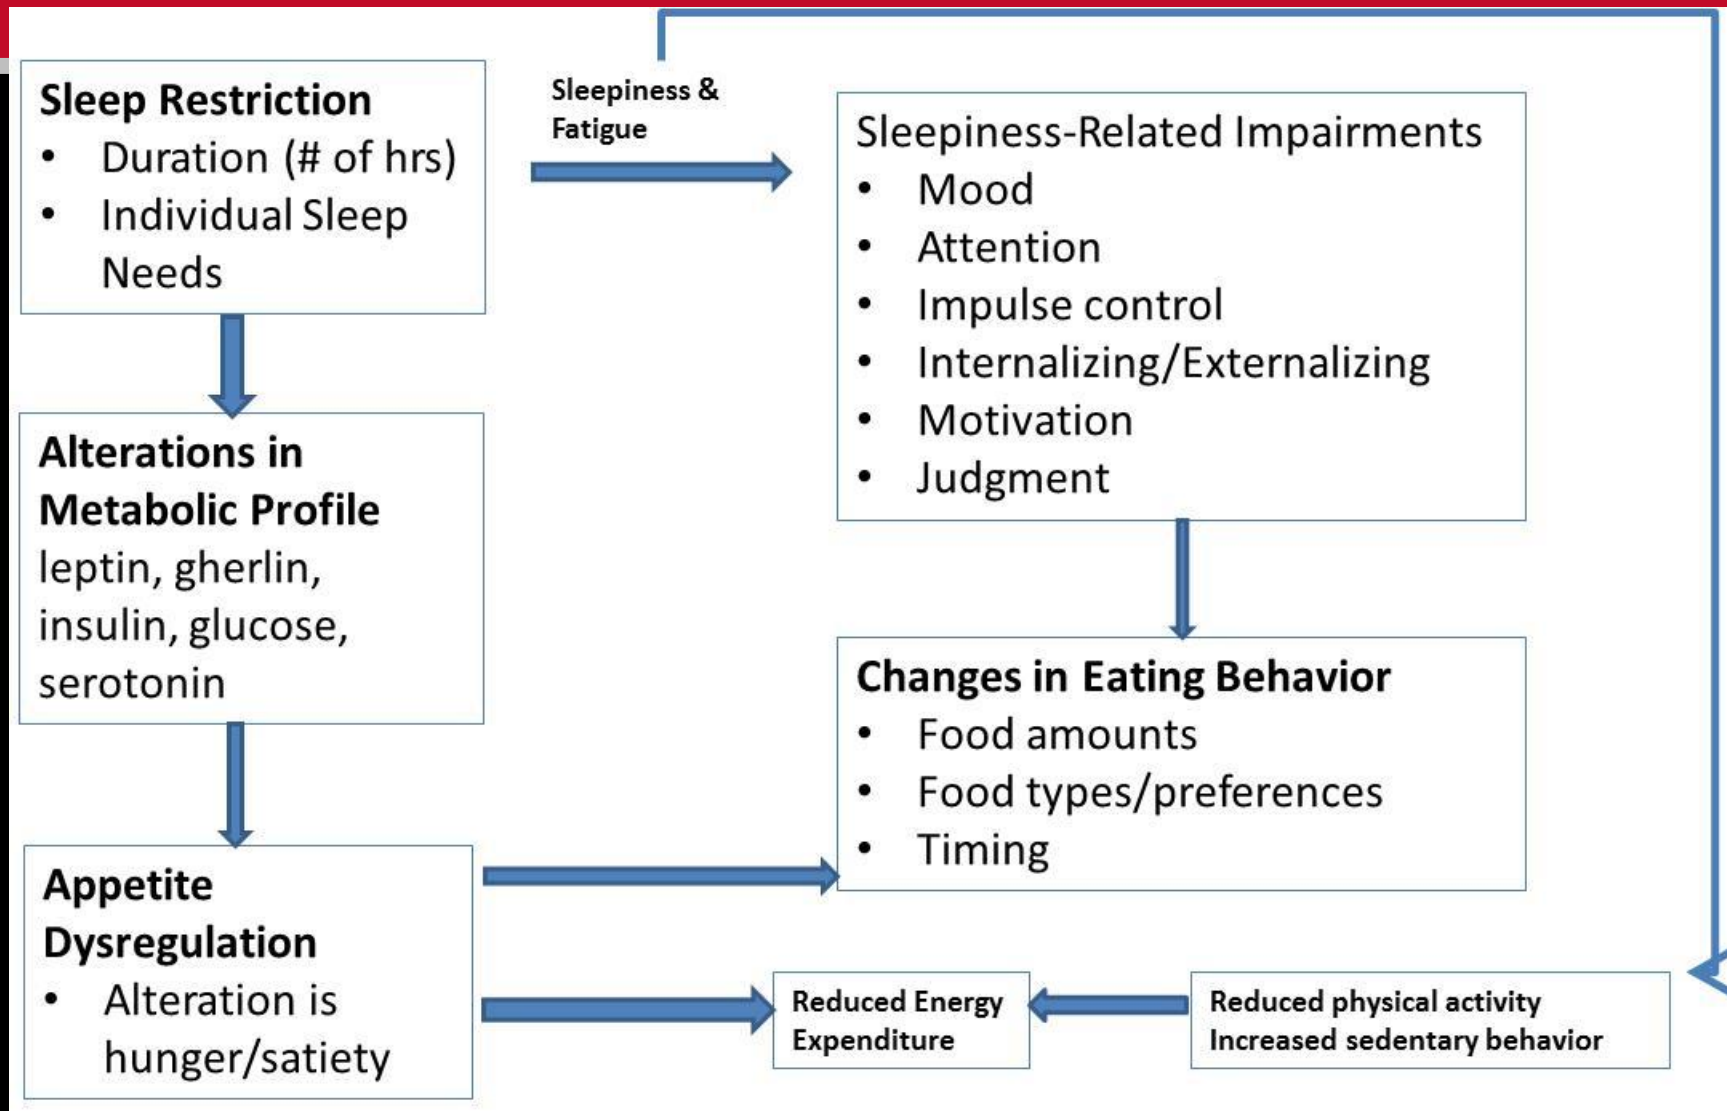 Sleep Restriction
• Duration (# of hrs)
• Individual Sleep
Needs
Sleepiness &
Fatigue
Sleepiness-Related Impairments
• Mood
• Attention
• Impulse control
• Internalizing/Externalizing
• Motivation
• Judgment
Alterations in
Metabolic Profile
leptin, gherlin,
insulin, glucose,
serotonin
Changes in Eating Behavior
• Food amounts
• Food types/preferences
• Timing
Appetite
Dysregulation
• Alteration is
hunger/satiety
Reduced Energy
Expenditure
Reduced physical activity
Increased sedentary behavior